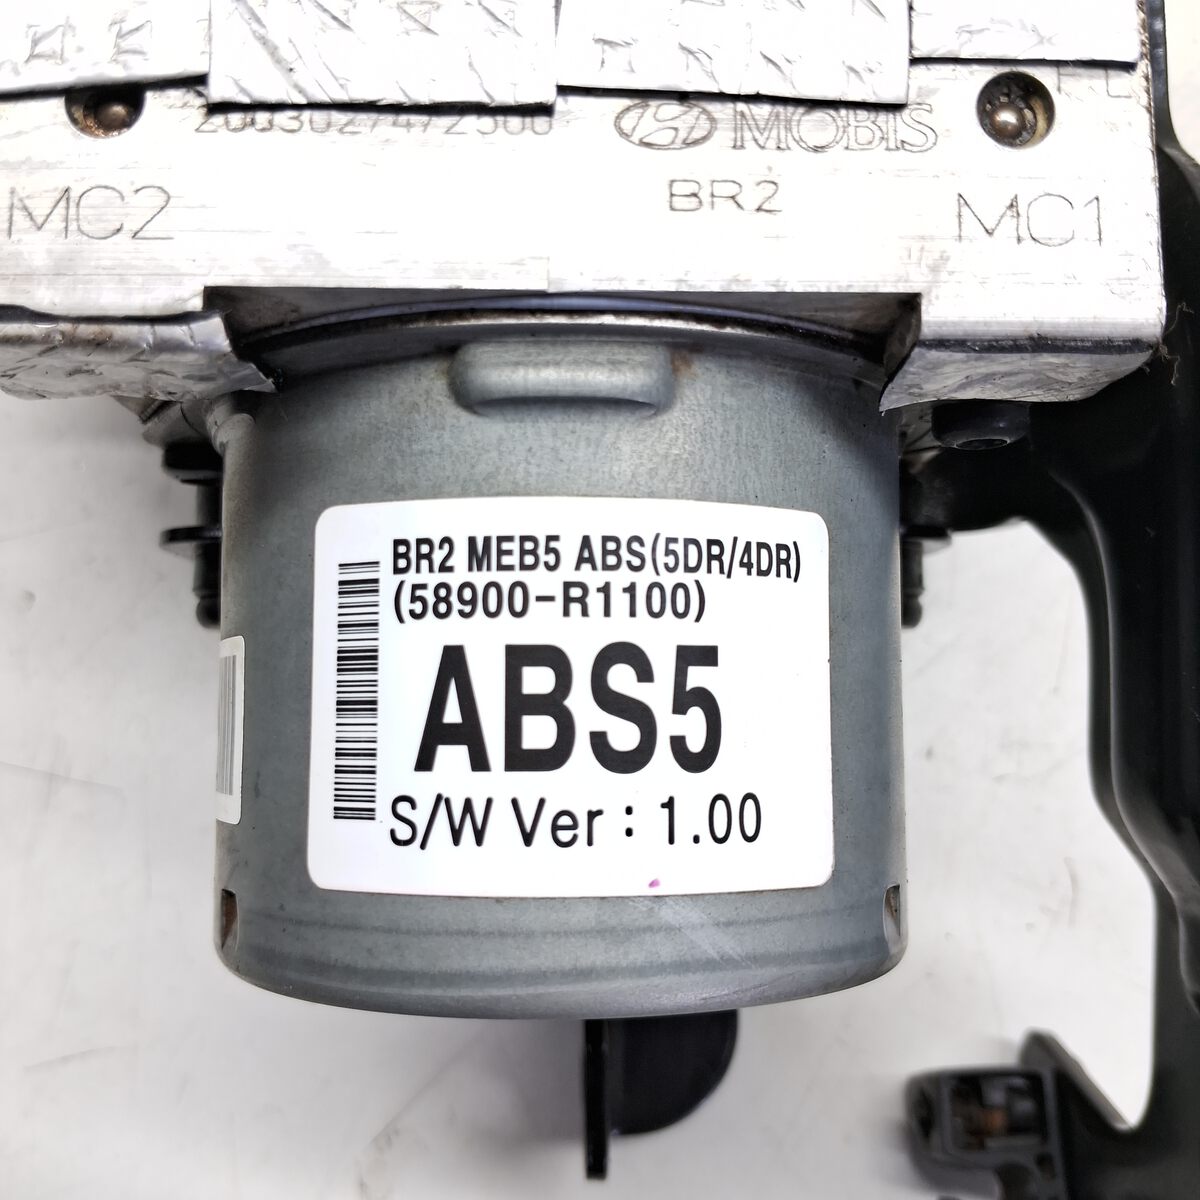 MOBIS
BR2
MC2
MC1
BR2 MEB5 ABS(5DR/4DR)
(58900-R1100)
ABS5
S/W Ver : 1.00